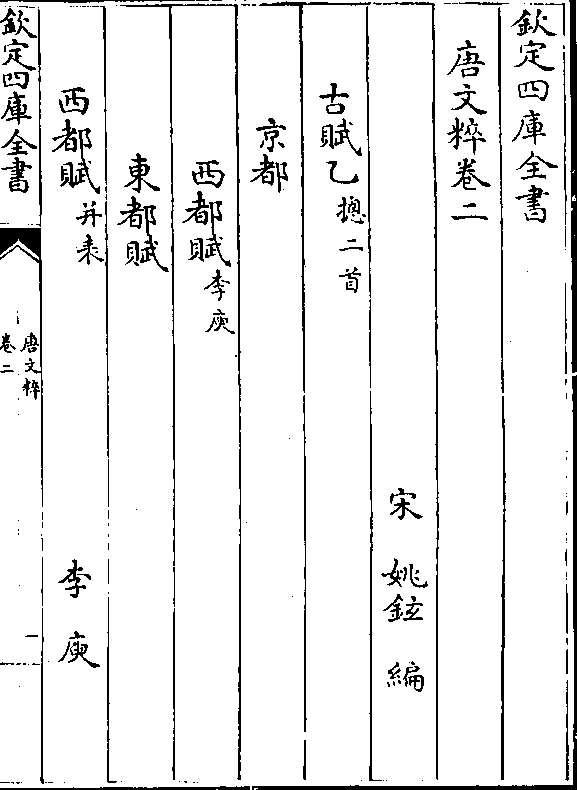 欽定四庫全書
唐文粹卷二
宋　姚鉉　編
古賦乙摠二首
京都
西都賦李庾
東都賦
西都賦并表　李庾
欽定四庫全書
唐文粹
卷二
一